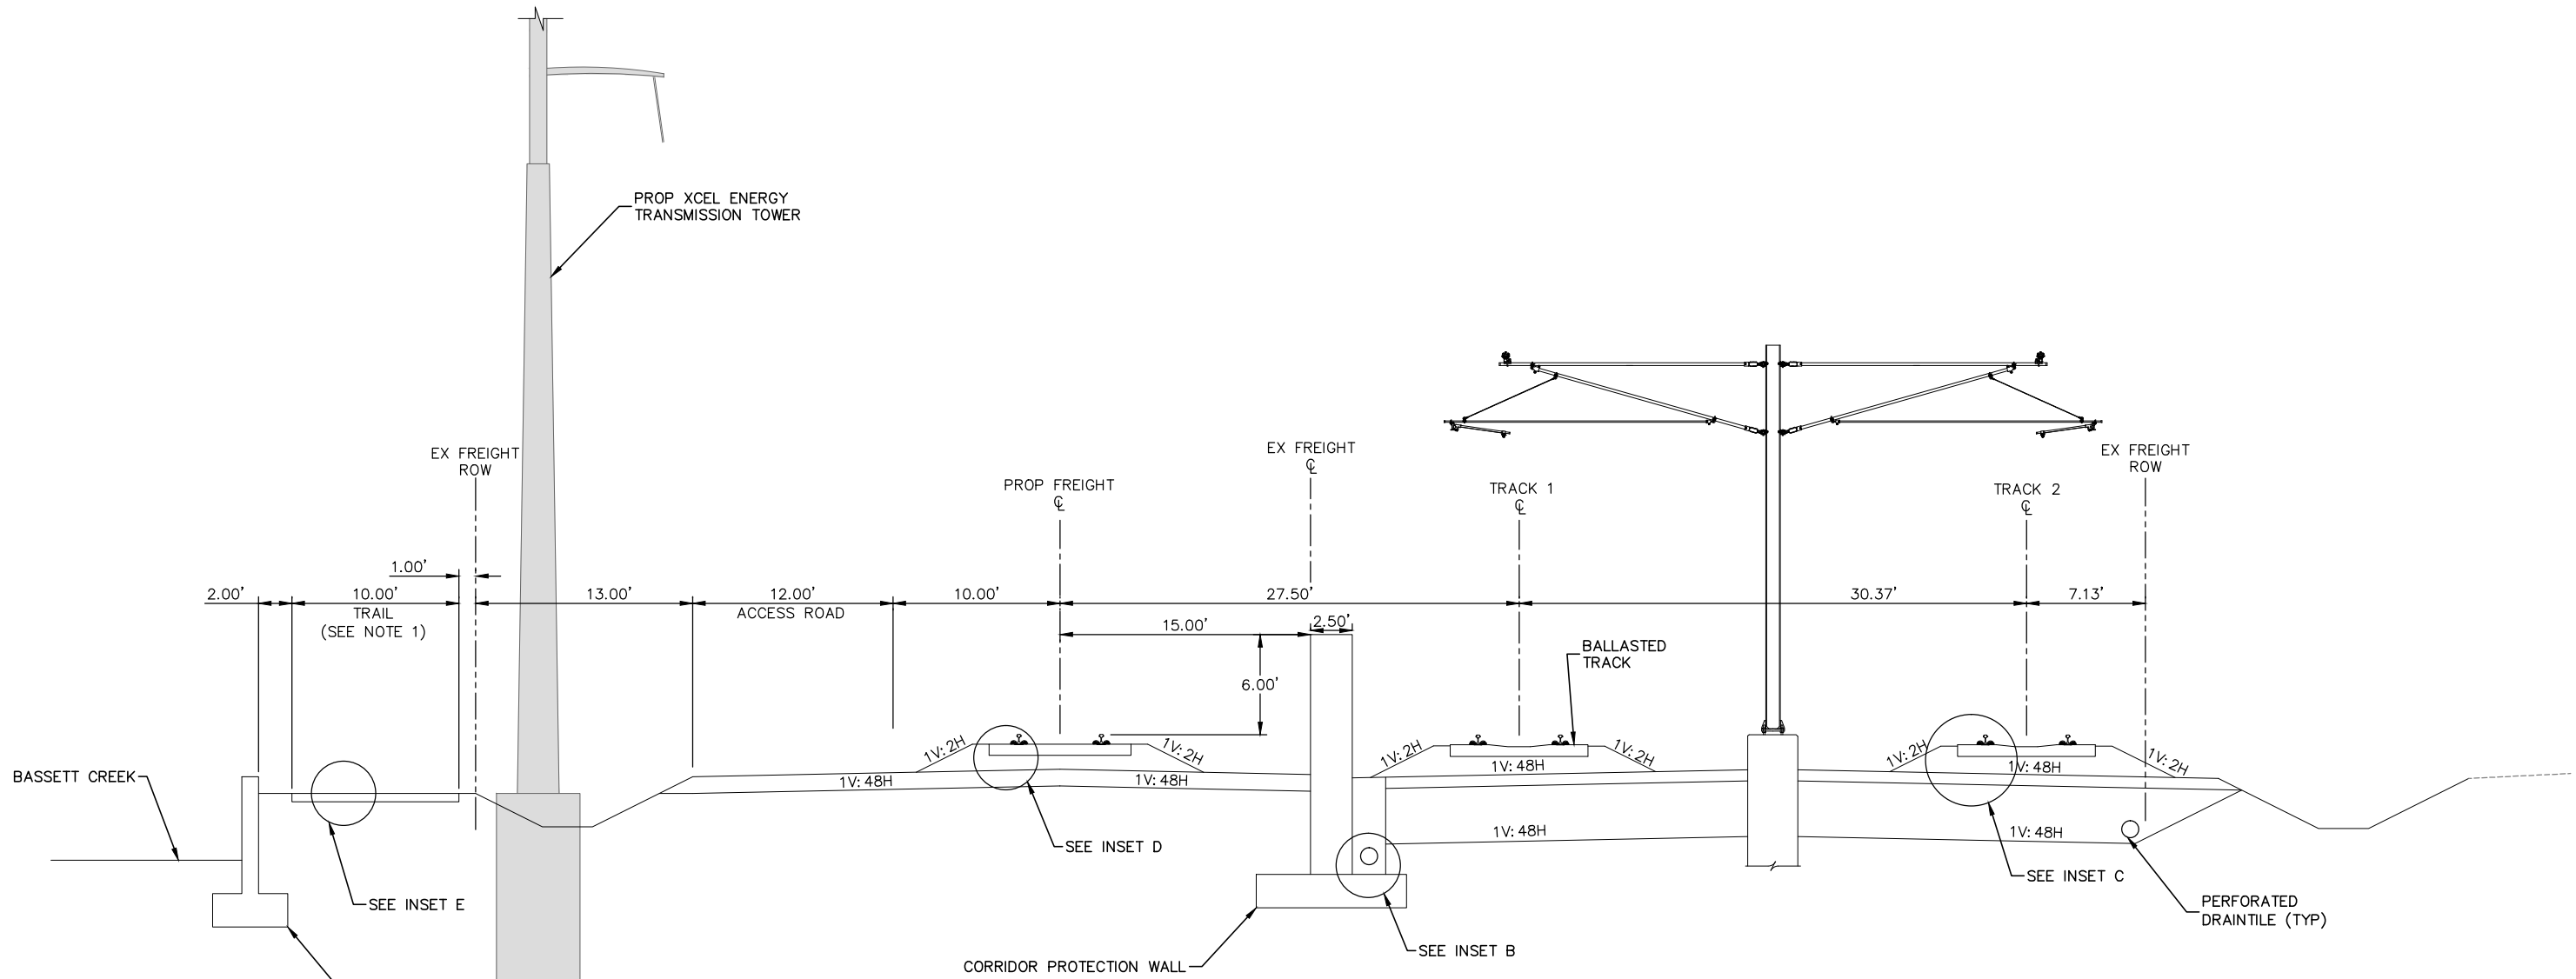 PROP XCEL ENERGY
TRANSMISSION TOWER
EX FREIGHT
ROW
PROP FREIGHT
℄
EX FREIGHT
℄
TRACK 1
℄
TRACK 2
℄
EX FREIGHT
ROW
1.00'
2.00'
10.00'
TRAIL
(SEE NOTE 1)
13.00'
12.00'
ACCESS ROAD
10.00'
27.50'
30.37'
7.13'
15.00'
2.50'
6.00'
BALLASTED
TRACK
1V:2H
1V:2H
1V:2H
1V:2H
1V:2H
1V:2H
1V:48H
1V:48H
1V:48H
1V:48H
1V:48H
1V:48H
BASSETT CREEK
SEE INSET E
SEE INSET D
SEE INSET C
SEE INSET B
PERFORATED
DRAINTILE (TYP)
CORRIDOR PROTECTION WALL